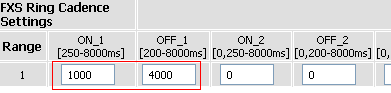 FXS Ring Cadence
Settings
Range ON_1 OFF_1 ON_2 OFF_2
[250-8000ms] [200-8000ms] [0,250-8000ms] [0,200-8000ms] [0,
1 1000 4000 0 0